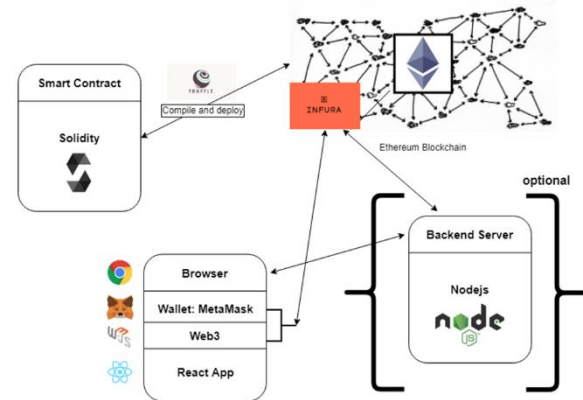 Smart Contract
Solidity
TRUFFLE
Compile and deploy
INFURA
Ethereum Blockchain
optional
Backend Server
Nodejs
node
JS
Browser
Wallet: MetaMask
Web3
React App